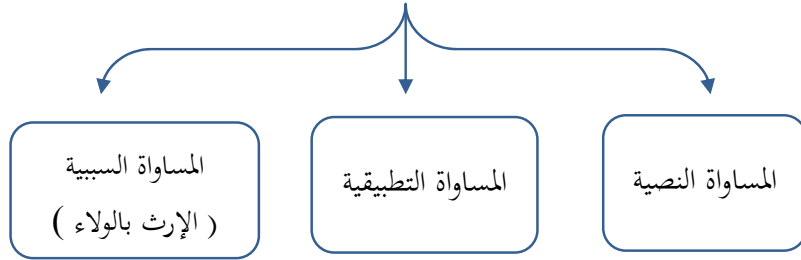 المساواة النصية
المساواة التطبيقية
المساواة السببية
( الإرث بالولاء )